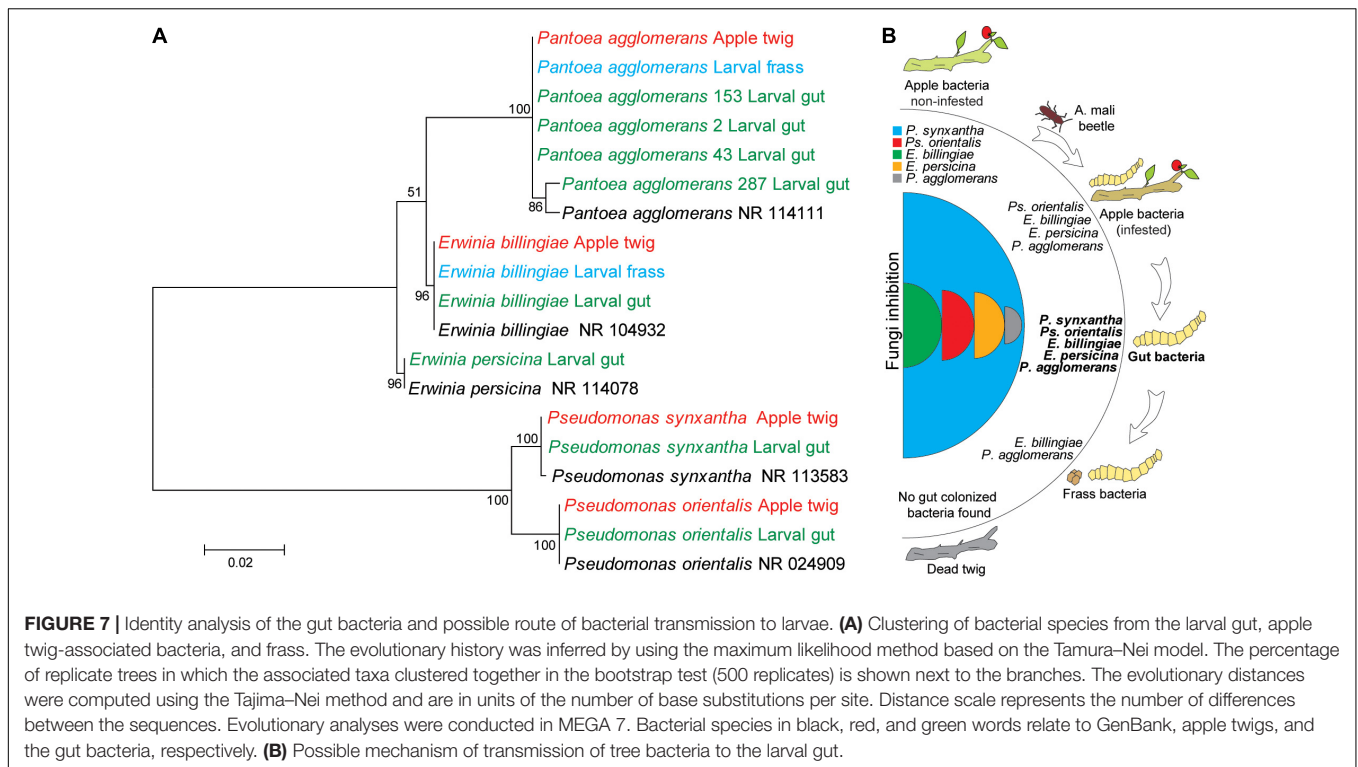 A
Pantoea agglomerans Apple twig
Pantoea agglomerans Larval frass
Pantoea agglomerans 153 Larval gut
Pantoea agglomerans 2 Larval gut
Pantoea agglomerans 43 Larval gut
Pantoea agglomerans 287 Larval gut
Pantoea agglomerans NR 114111
Erwinia billingiae Apple twig
Erwinia billingiae Larval frass
Erwinia billingiae Larval gut
Erwinia billingiae NR 104932
Erwinia persicina Larval gut
Erwinia persicina NR 114078
Pseudomonas synxantha Apple twig
Pseudomonas synxantha Larval gut
Pseudomonas synxantha NR 113583
Pseudomonas orientalis Apple twig
Pseudomonas orientalis Larval gut
Pseudomonas orientalis NR 024909
100
86
51
96
96
100
100
100
0.02
B
Apple bacteria
non-infested
A. mali
beetle
P. synxantha
Ps. orientalis
E. billingiae
E. persicina
P. agglomerans
Apple bacteria
(infested)
Ps. orientalis
E. billingiae
E. persicina
P. agglomerans
Fungi inhibition
P. synxantha
Ps. orientalis
E. billingiae
E. persicina
P. agglomerans
Gut bacteria
E. billingiae
P. agglomerans
Frass bacteria
No gut colonized
bacteria found
Dead twig
FIGURE 7 | Identity analysis of the gut bacteria and possible route of bacterial transmission to larvae. (A) Clustering of bacterial species from the larval gut, apple
twig-associated bacteria, and frass. The evolutionary history was inferred by using the maximum likelihood method based on the Tamura–Nei model. The percentage
of replicate trees in which the associated taxa clustered together in the bootstrap test (500 replicates) is shown next to the branches. The evolutionary distances
were computed using the Tajima–Nei method and are in units of the number of base substitutions per site. Distance scale represents the number of differences
between the sequences. Evolutionary analyses were conducted in MEGA 7. Bacterial species in black, red, and green words relate to GenBank, apple twigs, and
the gut bacteria, respectively. (B) Possible mechanism of transmission of tree bacteria to the larval gut.